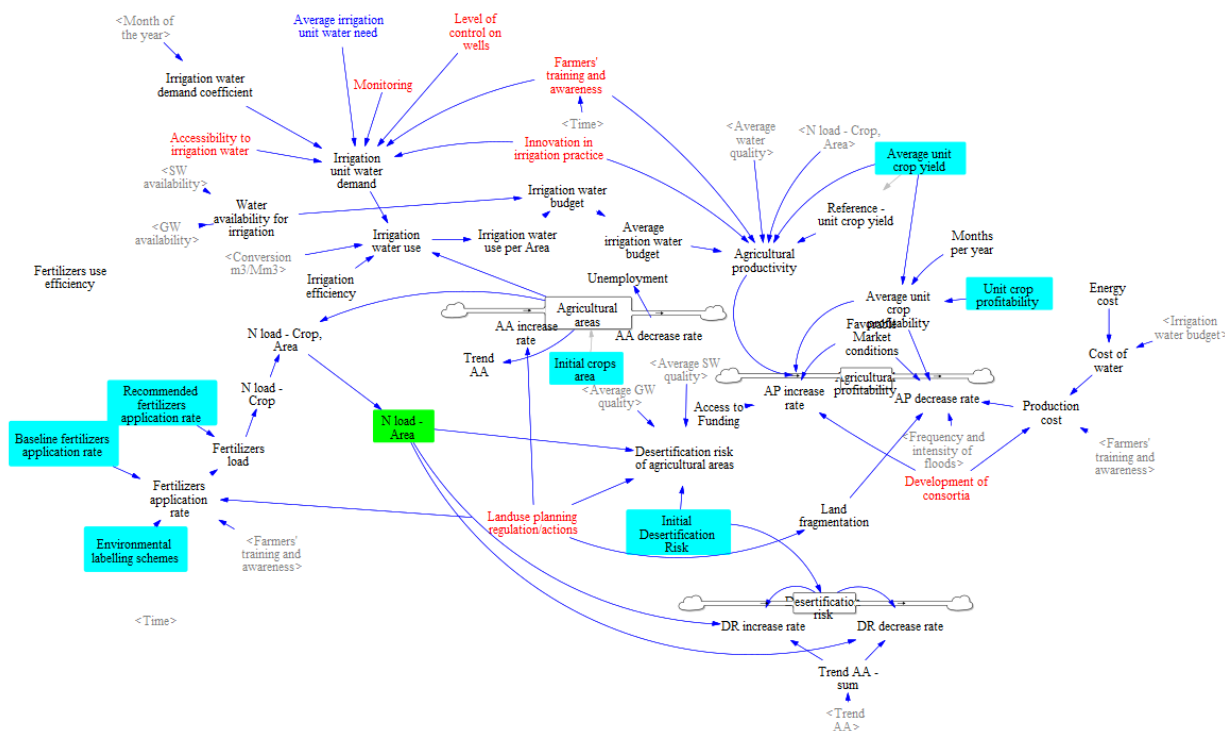 <Month of
the year>
Average irrigation
unit water need
Level of
control on
wells
Irrigation water
demand coefficient
Monitoring
Farmers'
training and
awareness
<Time>
Accessibility to
irrigation water
Innovation in
irrigation practice
<Average
water
quality>
<N load - Crop,
Area>
Average unit
crop yield
Irrigation
unit water
demand
<SW
availability>
Irrigation water
budget
Water
availability for
irrigation
Reference -
unit crop yield
<GW
availability>
Irrigation
water use
Irrigation water
use per Area
Average
irrigation water
budget
Agricultural
productivity
Months
per year
<Conversion
m3/Mm3>
Fertilizers use
efficiency
Irrigation
efficiency
Unemployment
Unit crop
profitability
Energy
cost
Average unit
crop
profitability
Agricultural
areas
AA increase
rate
AA decrease rate
Favorable
Market
conditions
<Irrigation
water budget>
N load - Crop,
Area
Trend
AA
Initial crops
area
Cost of
water
<Average SW
quality>
<Average GW
quality>
Agricultural
profitability
AP increase
rate
AP decrease rate
N load -
Crop
Recommended
fertilizers
application rate
Access to
Funding
Production
cost
N load -
Area
Baseline fertilizers
application rate
Fertilizers
load
Desertification risk
of agricultural areas
<Frequency and
intensity of
floods>
<Farmers'
training and
awareness>
Fertilizers
application
rate
Development of
consortia
Landuse planning
regulation/actions
Initial
Desertification
Risk
Land
fragmentation
Environmental
labelling schemes
<Farmers'
training and
awareness>
Desertification
risk
<Time>
DR increase rate
DR decrease rate
Trend AA -
sum
<Trend
AA>